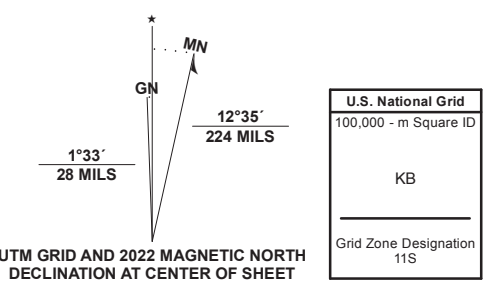 ★
MN
GN
12°35´
224 MILS
1°33´
28 MILS
UTM GRID AND 2022 MAGNETIC NORTH
DECLINATION AT CENTER OF SHEET
U.S. National Grid
100,000 - m Square ID
KB
Grid Zone Designation
11S